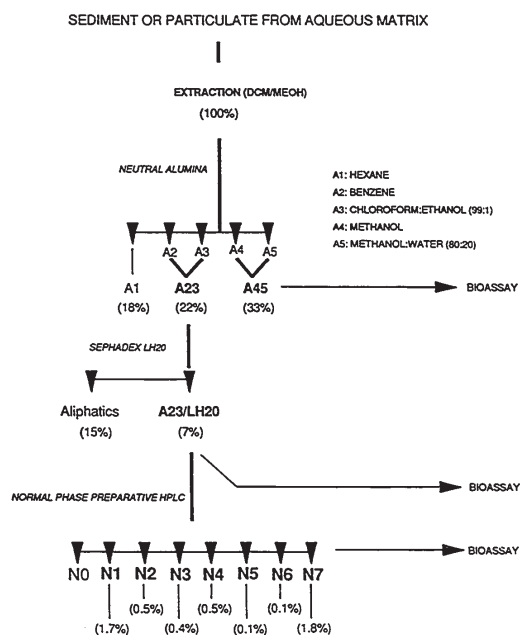 SEDIMENT OR PARTICULATE FROM AQUEOUS MATRIX
EXTRACTION (DCM/MEOH)
(100%)
NEUTRAL ALUMINA
A1: HEXANE
A2: BENZENE
A3: CHLOROFORM:ETHANOL (99:1)
A4: METHANOL
A5: METHANOL:WATER (80:20)
A2 A3 A4 A5
A1 A23 A45 BIOASSAY
(18%) (22%) (33%)
SEPHADEX LH20
Aliphatics A23/LH20
(15%) (7%)
BIOASSAY
NORMAL PHASE PREPARATIVE HPLC
BIOASSAY
N0 N1 N2 N3 N4 N5 N6 N7
(0.5%) (0.5%) (0.1%)
(1.7%) (0.4%) (0.1%) (1.8%)